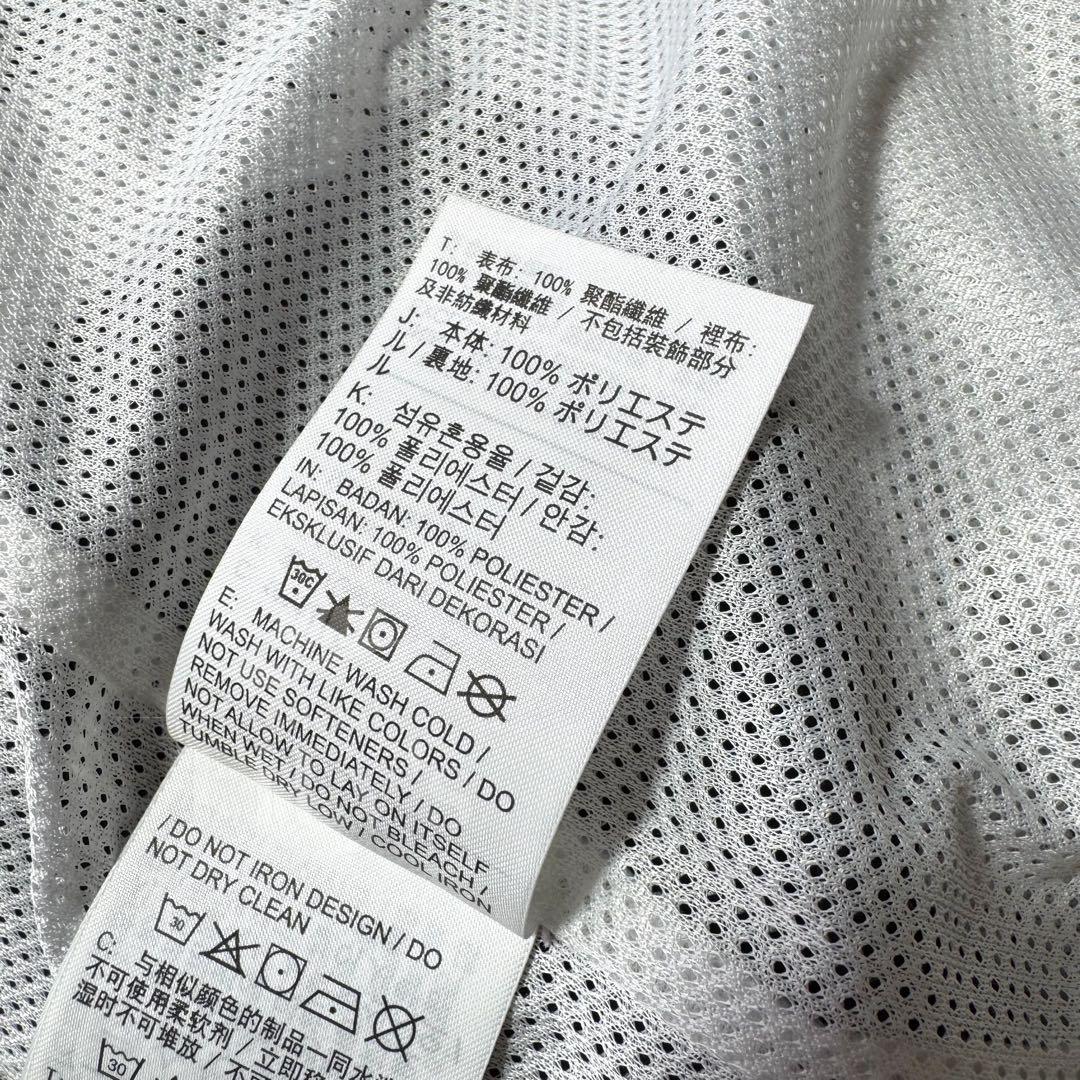 T: 表布: 100% 聚酯纖維 / 裡布:
100% 聚酯纖維 / 不包括裝飾部分
及非紡織材料
J: 本体: 100% ポリエステ
ル / 裏地: 100% ポリエステ
ル
K: 섬유혼용율 / 겉감:
100% 폴리에스터 / 안감:
100% 폴리에스터
IN: BADAN: 100% POLIESTER /
LAPISAN: 100% POLIESTER /
EKSKLUSIF DARI DEKORASI
30C
E. MACHINE WASH COLD /
WASH WITH LIKE COLORS / DO
NOT USE SOFTENERS /
REMOVE IMMEDIATELY / DO
NOT ALLOW TO LAY ON ITSELF
WHEN WET / DO NOT BLEACH /
TUMBLE DRY LOW / COOL IRON
/ DO NOT IRON DESIGN / DO
NOT DRY CLEAN
30
C: 与相似颜色的制品一同水洗
不可使用柔软剂 / 立即移
湿时不可堆放 / 不可
30